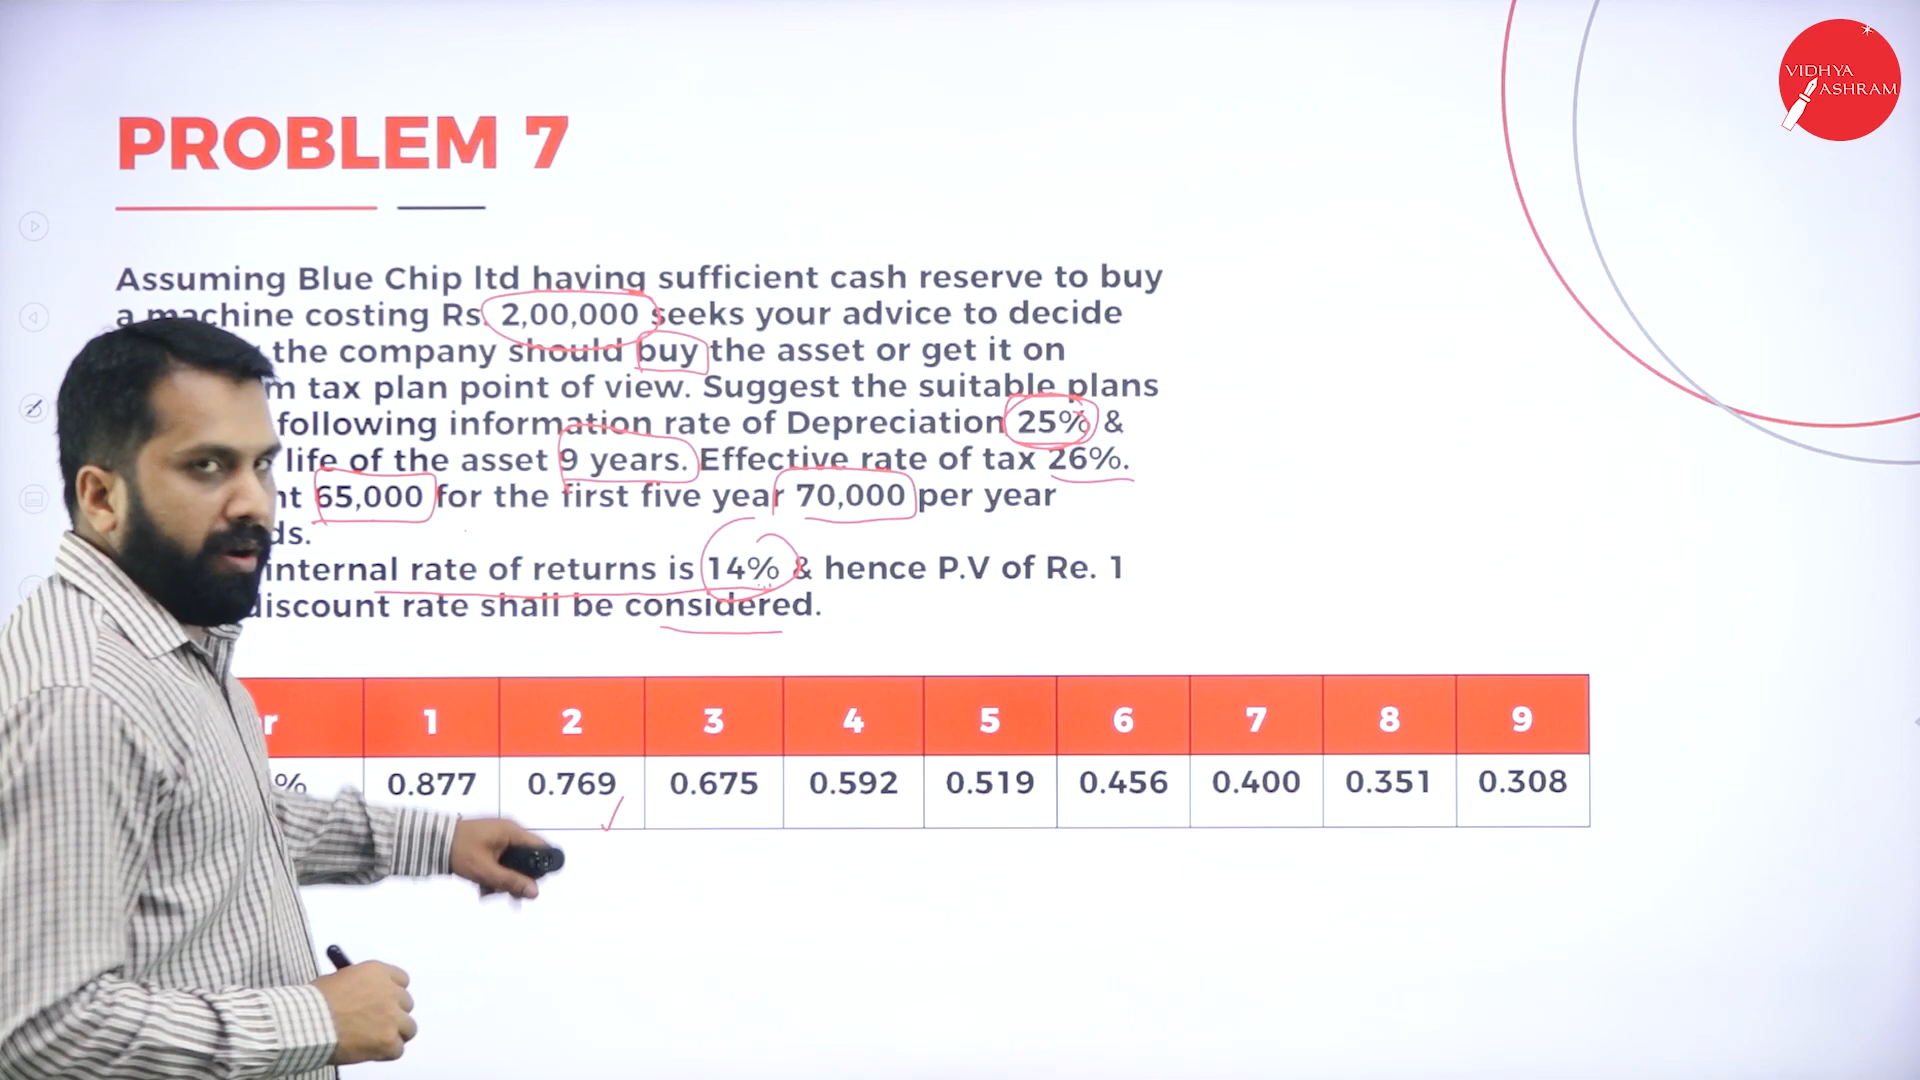 VIDHYA
ASHRAM
PROBLEM 7
Assuming Blue Chip ltd having sufficient cash reserve to buy
a machine costing Rs. 2,00,000 seeks your advice to decide
the company should buy the asset or get it on
tax plan point of view. Suggest the suitable plans
following information rate of Depreciation 25% &
life of the asset 9 years. Effective rate of tax 26%.
65,000 for the first five year 70,000 per year
internal rate of returns is 14% & hence P.V of Re. 1
discount rate shall be considered.
1 2 3 4 5 6 7 8 9
% 0.877 0.769 0.675 0.592 0.519 0.456 0.400 0.351 0.308